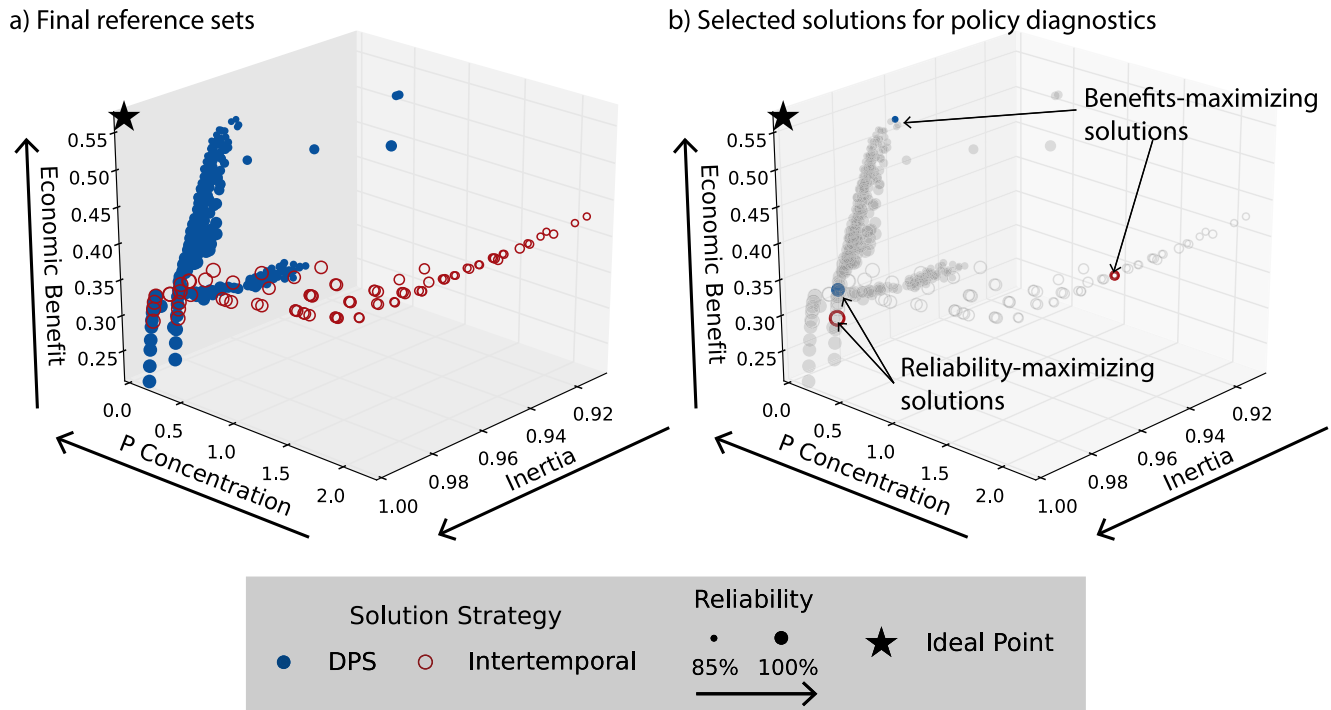 a) Final reference sets
0.55
0.50
0.45
0.40
0.35
0.30
0.25
Economic Benefit
0.0
0.5
1.0
1.5
2.0
P Concentration
1.00
0.98
0.96
0.94
0.92
Inertia
b) Selected solutions for policy diagnostics
Benefits-maximizing
solutions
Reliability-maximizing
solutions
0.55
0.50
0.45
0.40
0.35
0.30
0.25
Economic Benefit
0.0
0.5
1.0
1.5
2.0
P Concentration
1.00
0.98
0.96
0.94
0.92
Inertia
Solution Strategy
DPS
Intertemporal
Reliability
85% 100%
Ideal Point